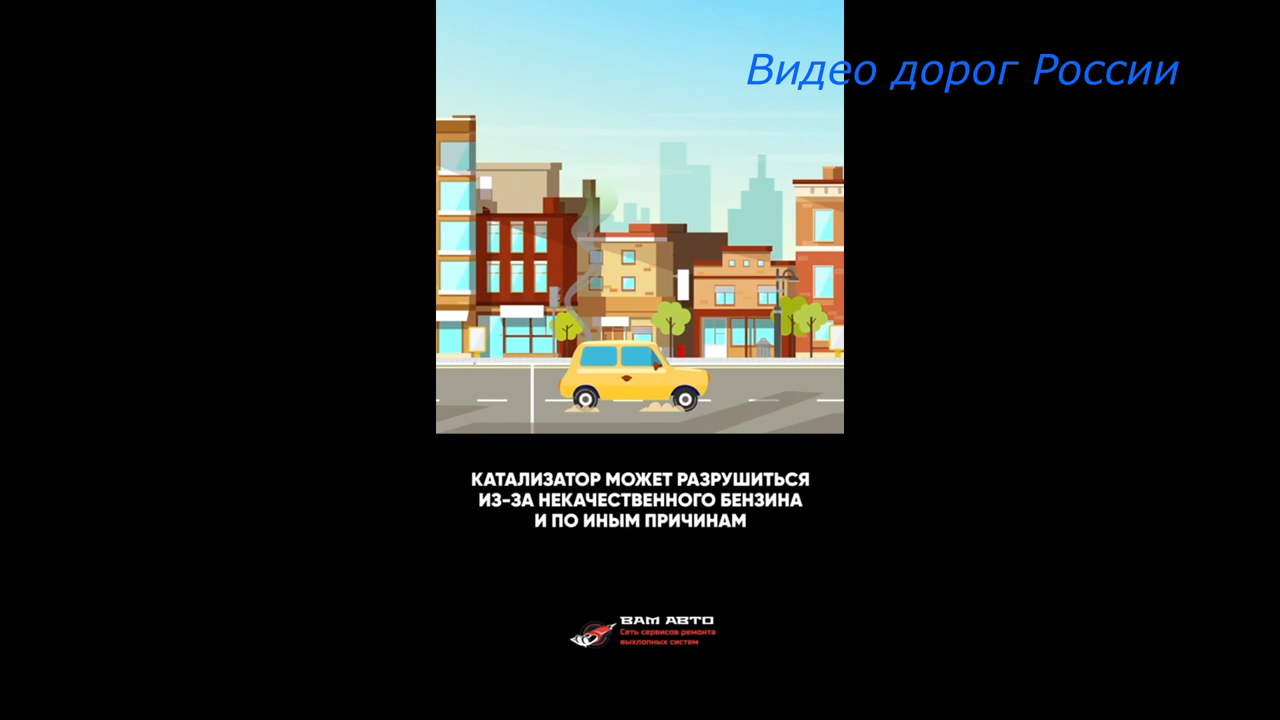 Видео дорог России
КАТАЛИЗАТОР МОЖЕТ РАЗРУШИТЬСЯ
ИЗ-ЗА НЕКАЧЕСТВЕННОГО БЕНЗИНА
И ПО ИНЫМ ПРИЧИНАМ
ВАМ АВТО
Сеть сервисов ремонта
выхлопных систем